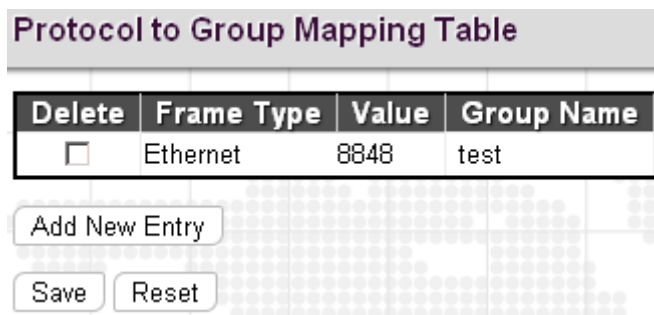 Protocol to Group Mapping Table
Delete Frame Type Value Group Name
Ethernet 8848 test
Add New Entry
Save Reset